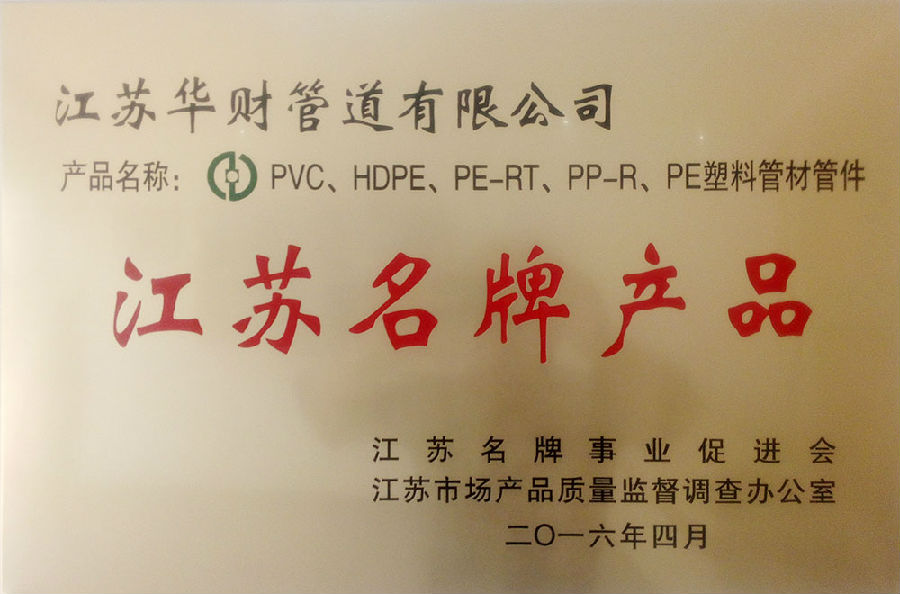 江苏华财管道有限公司
产品名称： PVC、HDPE、PE-RT、PP-R、PE塑料管材管件
江苏名牌产品
江苏名牌事业促进会
江苏市场产品质量监督调查办公室
二〇一六年四月